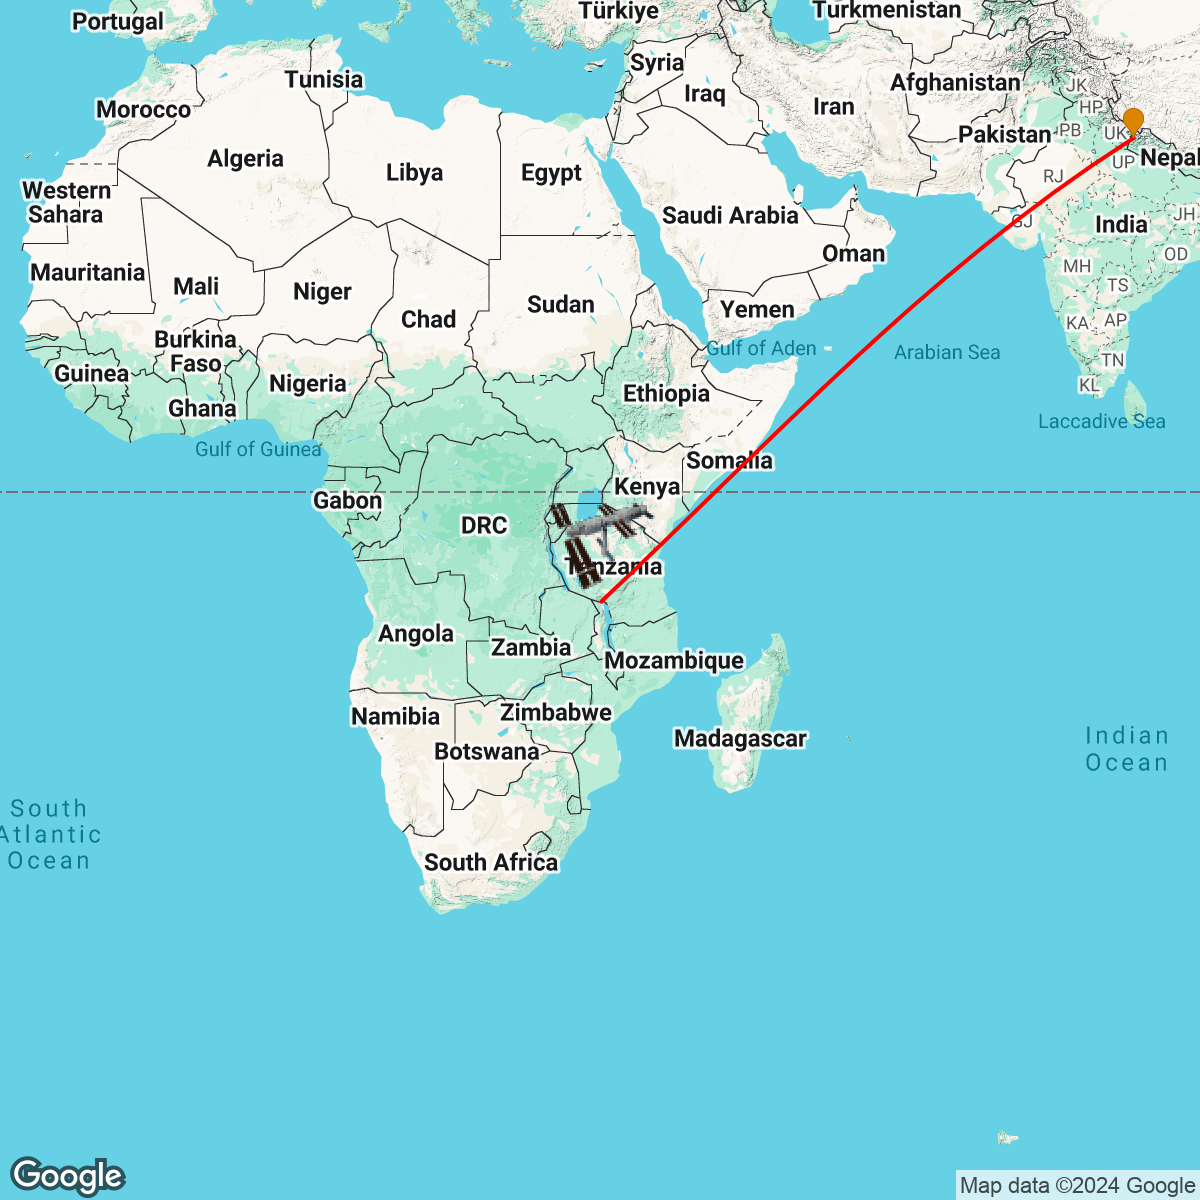 Portugal
Türkiye
Turkmenistan
Tunisia
Syria
Afghanistan
Morocco
Iraq
Iran
JK
HP
Pakistan
PB
UK
Algeria
Libya
Egypt
UP
Nepal
RJ
Western
Sahara
Saudi Arabia
GJ
India
JH
Oman
OD
Mauritania
Mali
Niger
MH
TS
Sudan
Yemen
Chad
KA
AP
Burkina
Faso
Gulf of Aden
Arabian Sea
TN
Guinea
Nigeria
KL
Ethiopia
Ghana
Laccadive Sea
Gulf of Guinea
Somalia
Gabon
Kenya
DRC
Tanzania
Angola
Zambia
Mozambique
Namibia
Zimbabwe
Botswana
Madagascar
Indian
Ocean
South
Atlantic
Ocean
South Africa
Google
Map data ©2024 Google